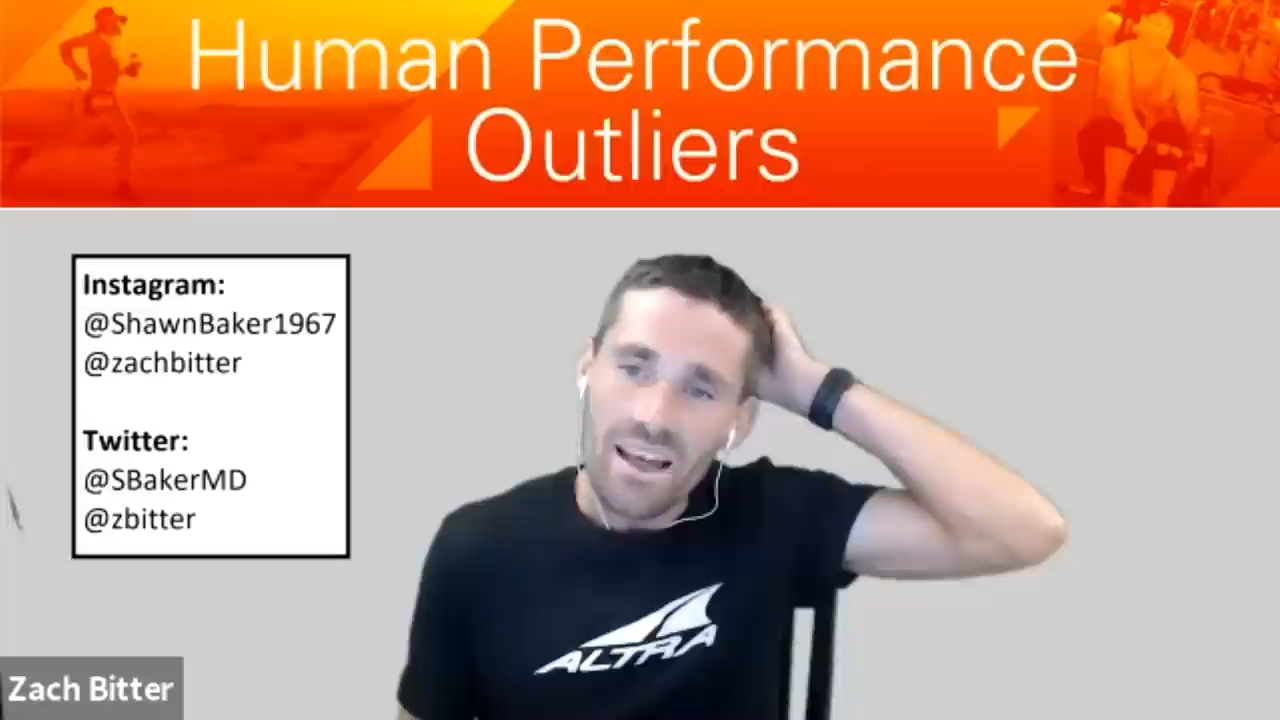 Human Performance
Outliers
Instagram:
@ShawnBaker1967
@zachbitter
Twitter:
@SBakerMD
@zbitter
ALTRA
Zach Bitter